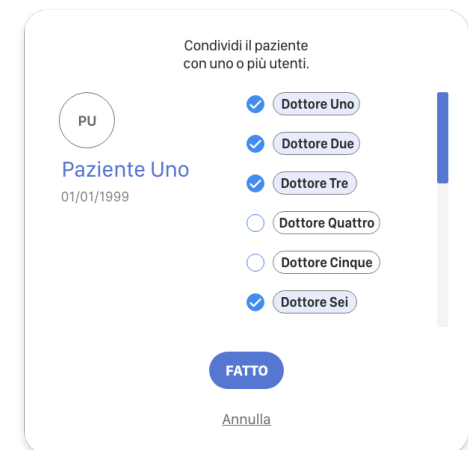 Condividi il paziente
con uno o più utenti.
PU
Paziente Uno
01/01/1999
Dottore Uno
Dottore Due
Dottore Tre
Dottore Quattro
Dottore Cinque
Dottore Sei
FATTO
Annulla